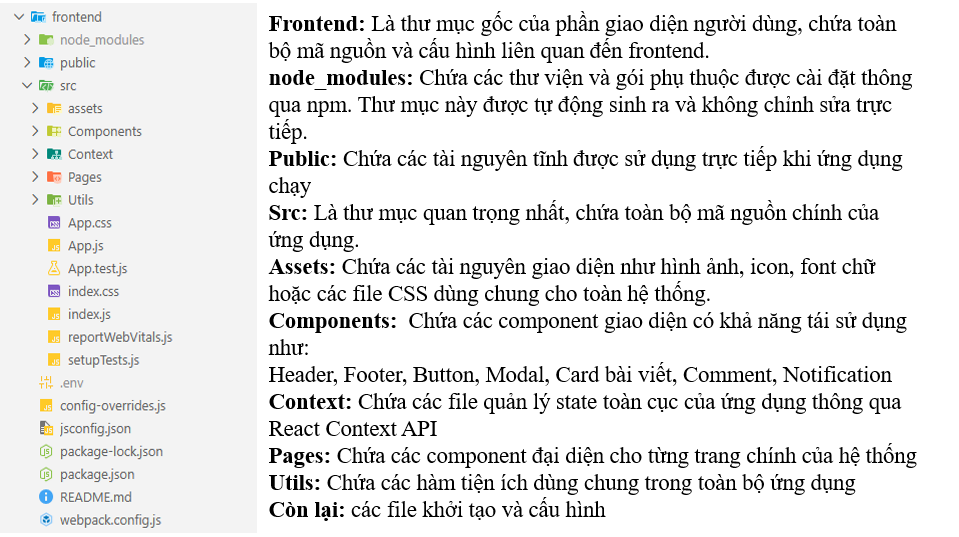 frontend
node_modules
public
src
assets
Components
Context
Pages
Utils
App.css
App.js
App.test.js
index.css
index.js
reportWebVitals.js
setupTests.js
.env
config-overrides.js
jsconfig.json
package-lock.json
package.json
README.md
webpack.config.js
Frontend: Là thư mục gốc của phần giao diện người dùng, chứa toàn
bộ mã nguồn và cấu hình liên quan đến frontend.
node_modules: Chứa các thư viện và gói phụ thuộc được cài đặt thông
qua npm. Thư mục này được tự động sinh ra và không chỉnh sửa trực
tiếp.
Public: Chứa các tài nguyên tĩnh được sử dụng trực tiếp khi ứng dụng
chạy
Src: Là thư mục quan trọng nhất, chứa toàn bộ mã nguồn chính của
ứng dụng.
Assets: Chứa các tài nguyên giao diện như hình ảnh, icon, font chữ
hoặc các file CSS dùng chung cho toàn hệ thống.
Components: Chứa các component giao diện có khả năng tái sử dụng
như:
Header, Footer, Button, Modal, Card bài viết, Comment, Notification
Context: Chứa các file quản lý state toàn cục của ứng dụng thông qua
React Context API
Pages: Chứa các component đại diện cho từng trang chính của hệ thống
Utils: Chứa các hàm tiện ích dùng chung trong toàn bộ ứng dụng
Còn lại: các file khởi tạo và cấu hình